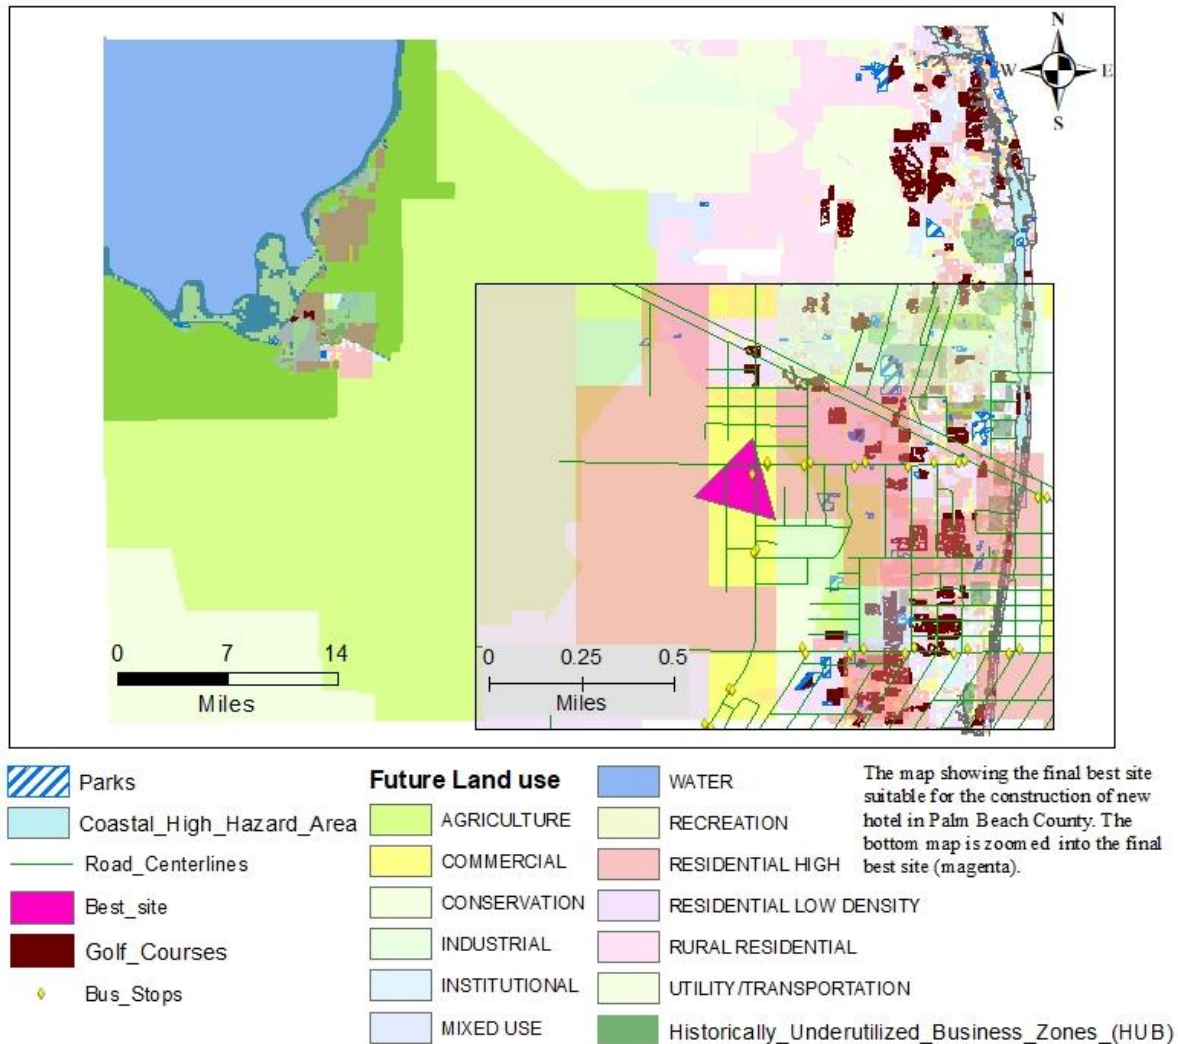 N
W E
S
0 7 14
Miles
0 0.25 0.5
Miles
Parks
Coastal_High_Hazard_Area
Road_Centerlines
Best_site
Golf_Courses
Bus_Stops
Future Land use
AGRICULTURE
COMMERCIAL
CONSERVATION
INDUSTRIAL
INSTITUTIONAL
MIXED USE
WATER
RECREATION
RESIDENTIAL HIGH
RESIDENTIAL LOW DENSITY
RURAL RESIDENTIAL
UTILITY/TRANSPORTATION
Historically_Underutilized_Business_Zones_(HUB)
The map showing the final best site
suitable for the construction of new
hotel in Palm Beach County. The
bottom map is zoomed into the final
best site (magenta).